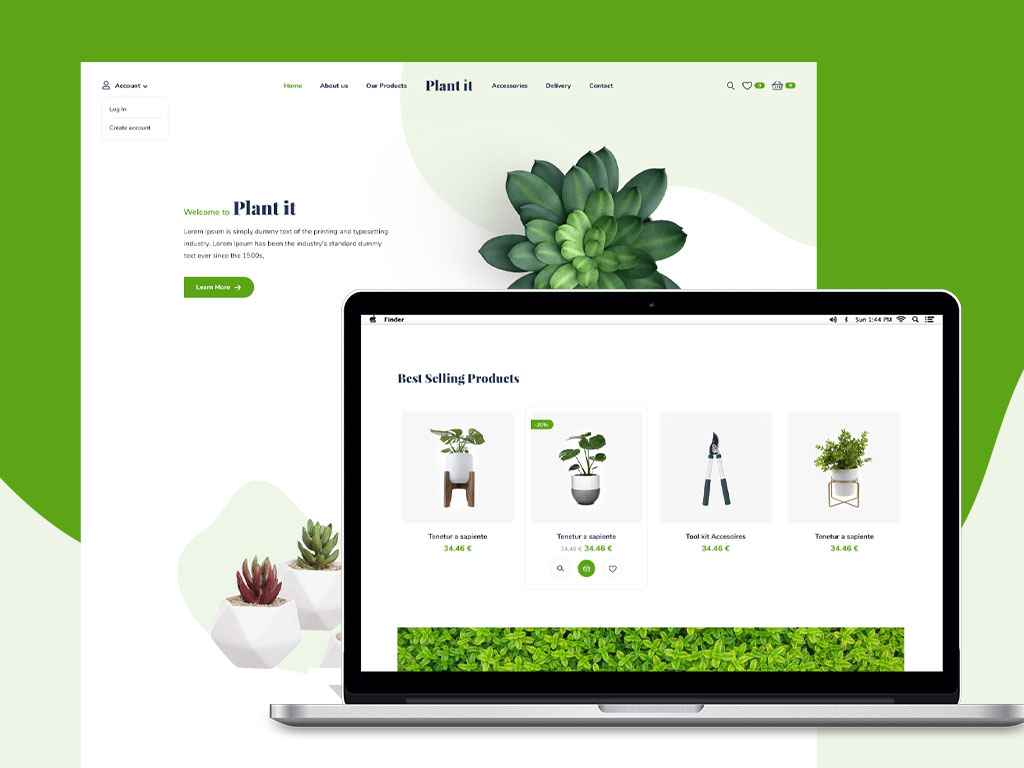 Account
Home
About us
Our Products
Plant it
Accessories
Delivery
Contact
0
0
Log In
Create account
Welcome to Plant it
Lorem Ipsum is simply dummy text of the printing and typesetting
industry. Lorem Ipsum has been the industry's standard dummy
text ever since the 1500s,
Learn More
Finder
Sun 1:44 PM
Best Selling Products
-20%
Tenetur a sapiente
34.46 €
Tenetur a sapiente
34.46 € 34.46 €
Tool kit Accesoires
34.46 €
Tenetur a sapiente
34.46 €